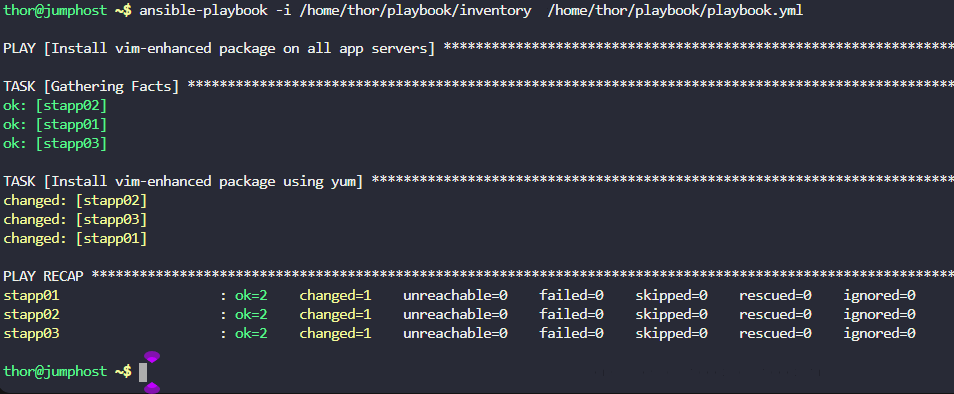 thor@jumphost ~$ ansible-playbook -i /home/thor/playbook/inventory  /home/thor/playbook/playbook.yml
PLAY [Install vim-enhanced package on all app servers] ****************************************************************
TASK [Gathering Facts] ************************************************************************************************
ok: [stapp02]
ok: [stapp01]
ok: [stapp03]
TASK [Install vim-enhanced package using yum] *************************************************************************
changed: [stapp02]
changed: [stapp03]
changed: [stapp01]
PLAY RECAP ************************************************************************************************************
stapp01                    : ok=2    changed=1    unreachable=0    failed=0    skipped=0    rescued=0    ignored=0
stapp02                    : ok=2    changed=1    unreachable=0    failed=0    skipped=0    rescued=0    ignored=0
stapp03                    : ok=2    changed=1    unreachable=0    failed=0    skipped=0    rescued=0    ignored=0
thor@jumphost ~$